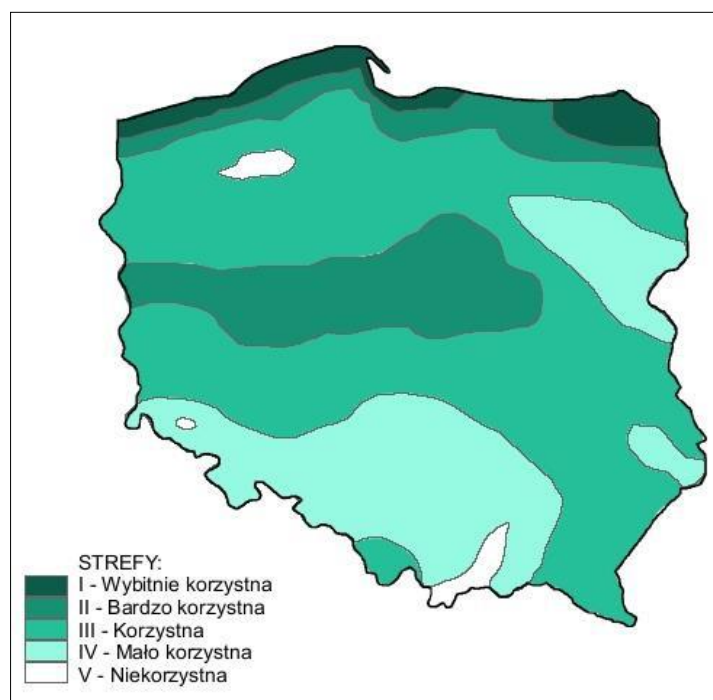 STREFY:
I - Wybitnie korzystna
II - Bardzo korzystna
III - Korzystna
IV - Mało korzystna
V - Niekorzystna